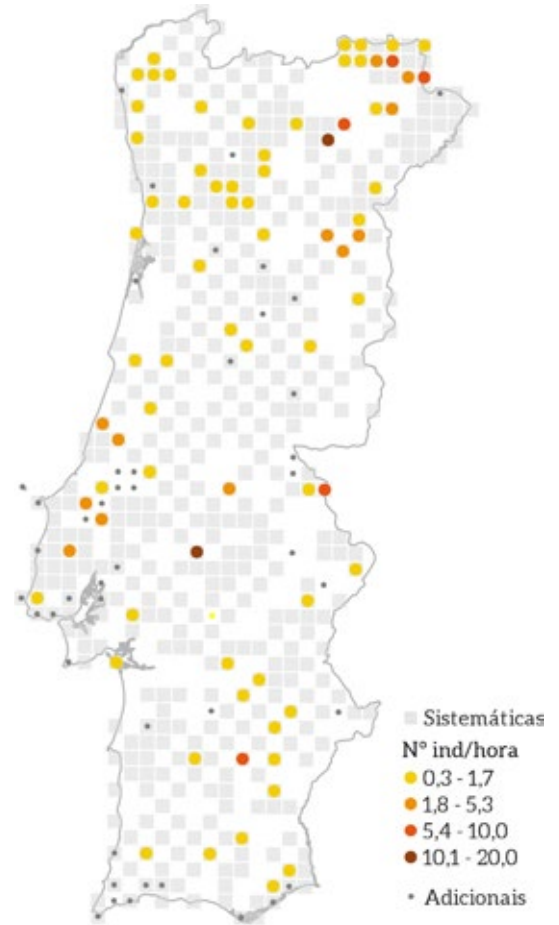 Sistemáticas
Nº ind/hora
0,3 - 1,7
1,8 - 5,3
5,4 - 10,0
10,1 - 20,0
Adicionais